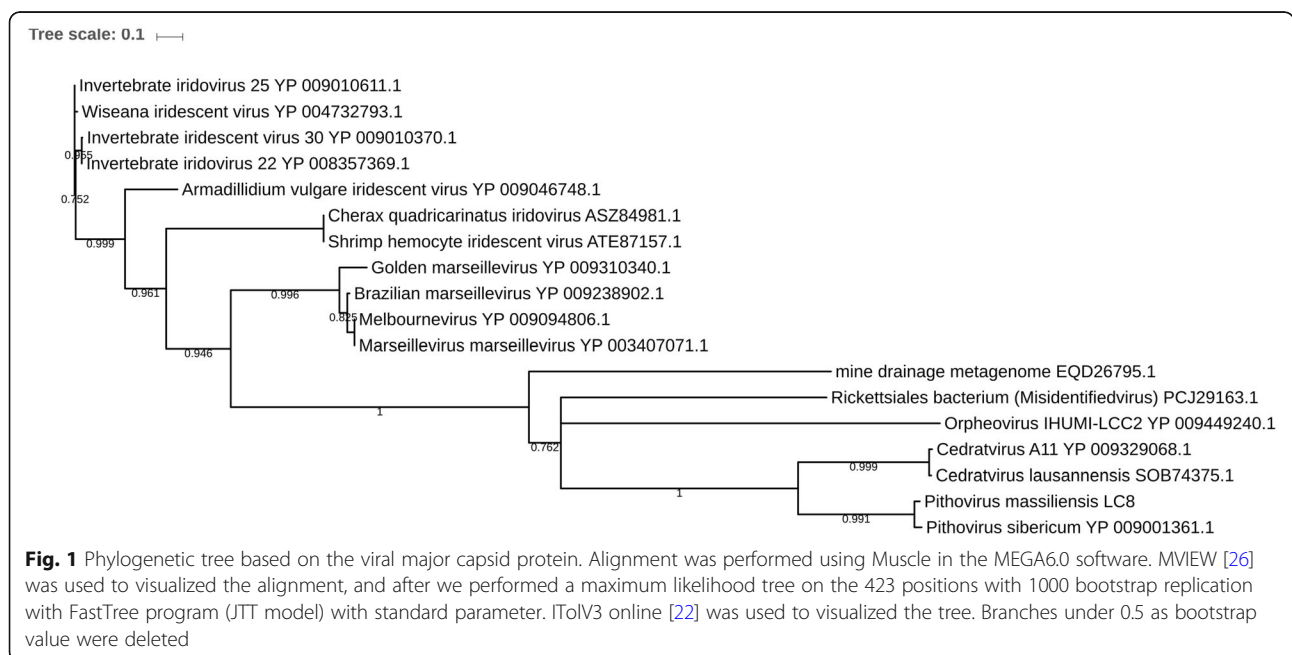 Tree scale: 0.1
Invertebrate iridovirus 25 YP 009010611.1
Wiseana iridescent virus YP 004732793.1
Invertebrate iridescent virus 30 YP 009010370.1
0.955
Invertebrate iridovirus 22 YP 008357369.1
Armadillidium vulgare iridescent virus YP 009046748.1
0.752
Cherax quadricarinatus iridovirus ASZ84981.1
Shrimp hemocyte iridescent virus ATE87157.1
0.999
Golden marseillevirus YP 009310340.1
0.961
0.996
Brazilian marseillevirus YP 009238902.1
0.825
Melbournevirus YP 009094806.1
Marseillevirus marseillevirus YP 003407071.1
0.946
mine drainage metagenome EQD26795.1
Rickettsiales bacterium (Misidentifiedvirus) PCJ29163.1
1
Orpheovirus IHUMI-LCC2 YP 009449240.1
0.762
Cedratvirus A11 YP 009329068.1
0.999
Cedratvirus lausannensis SOB74375.1
1
Pithovirus massiliensis LC8
0.991
Pithovirus sibericum YP 009001361.1
Fig. 1 Phylogenetic tree based on the viral major capsid protein. Alignment was performed using Muscle in the MEGA6.0 software. MVIEW [26]
was used to visualized the alignment, and after we performed a maximum likelihood tree on the 423 positions with 1000 bootstrap replication
with FastTree program (JTT model) with standard parameter. ITolV3 online [22] was used to visualized the tree. Branches under 0.5 as bootstrap
value were deleted